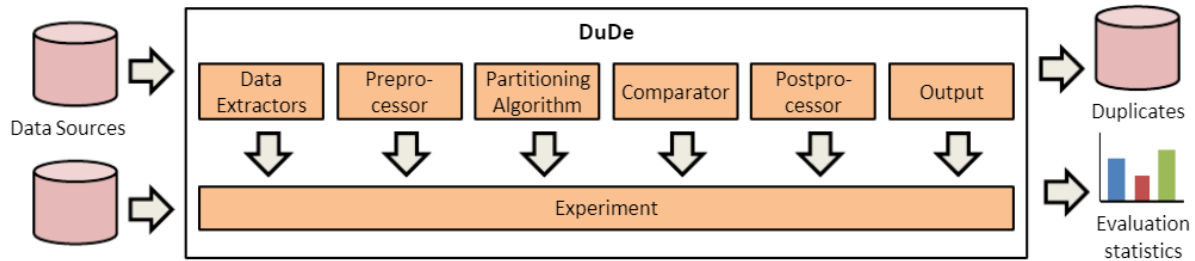 DuDe
Data
Extractors
Prepro-
cessor
Partitioning
Algorithm
Comparator
Postpro-
cessor
Output
Data Sources
Duplicates
Experiment
Evaluation
statistics